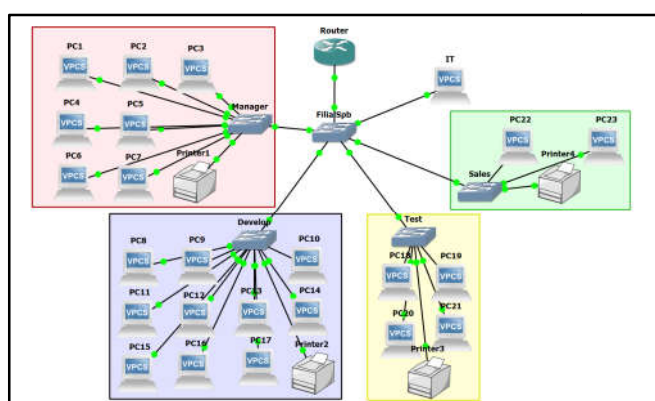 Router
PC1
PC2
PC3
IT
VPCS
VPCS
VPCS
VPCS
Manager
FilialSpb
PC4
PC5
VPCS
VPCS
PC22
PC23
VPCS
VPCS
PC6
PC7
Printer1
VPCS
VPCS
Sales
Printer4
Develop
Test
PC8
PC9
PC10
VPCS
VPCS
VPCS
PC18
PC19
VPCS
VPCS
PC11
PC12
PC13
PC14
VPCS
VPCS
VPCS
VPCS
PC20
PC21
VPCS
VPCS
PC15
PC16
PC17
Printer2
VPCS
VPCS
VPCS
Printer3